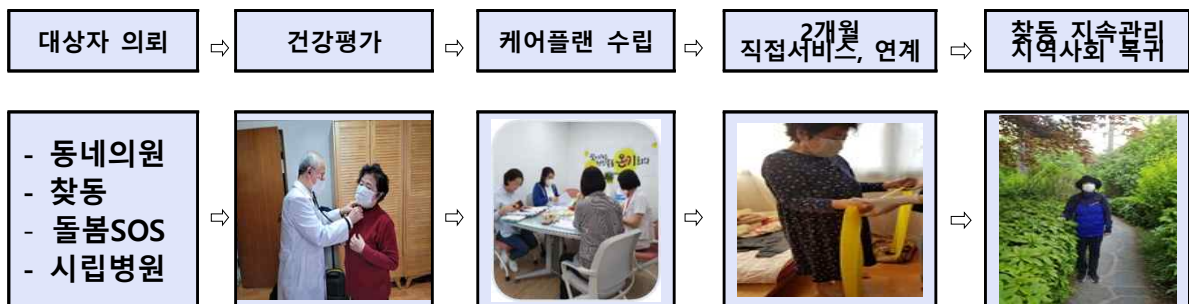 대상자 의뢰
⇨
건강평가
⇨
케어플랜 수립
⇨
2개월
직접서비스, 연계
⇨
찾동 지속관리
지역사회 복귀
- 동네의원
- 찾동
- 돌봄SOS
- 시립병원
⇨
⇨
온기
⇨
⇨